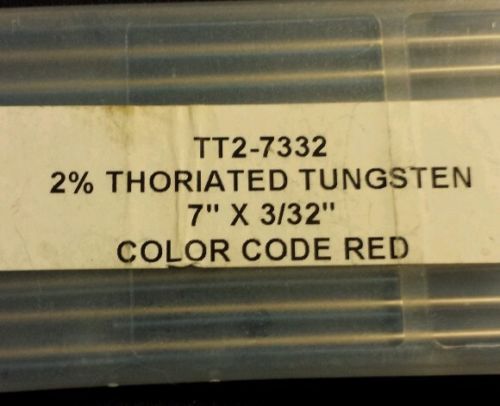 TT2-7332
2% THORIATED TUNGSTEN
7" X 3/32"
COLOR CODE RED